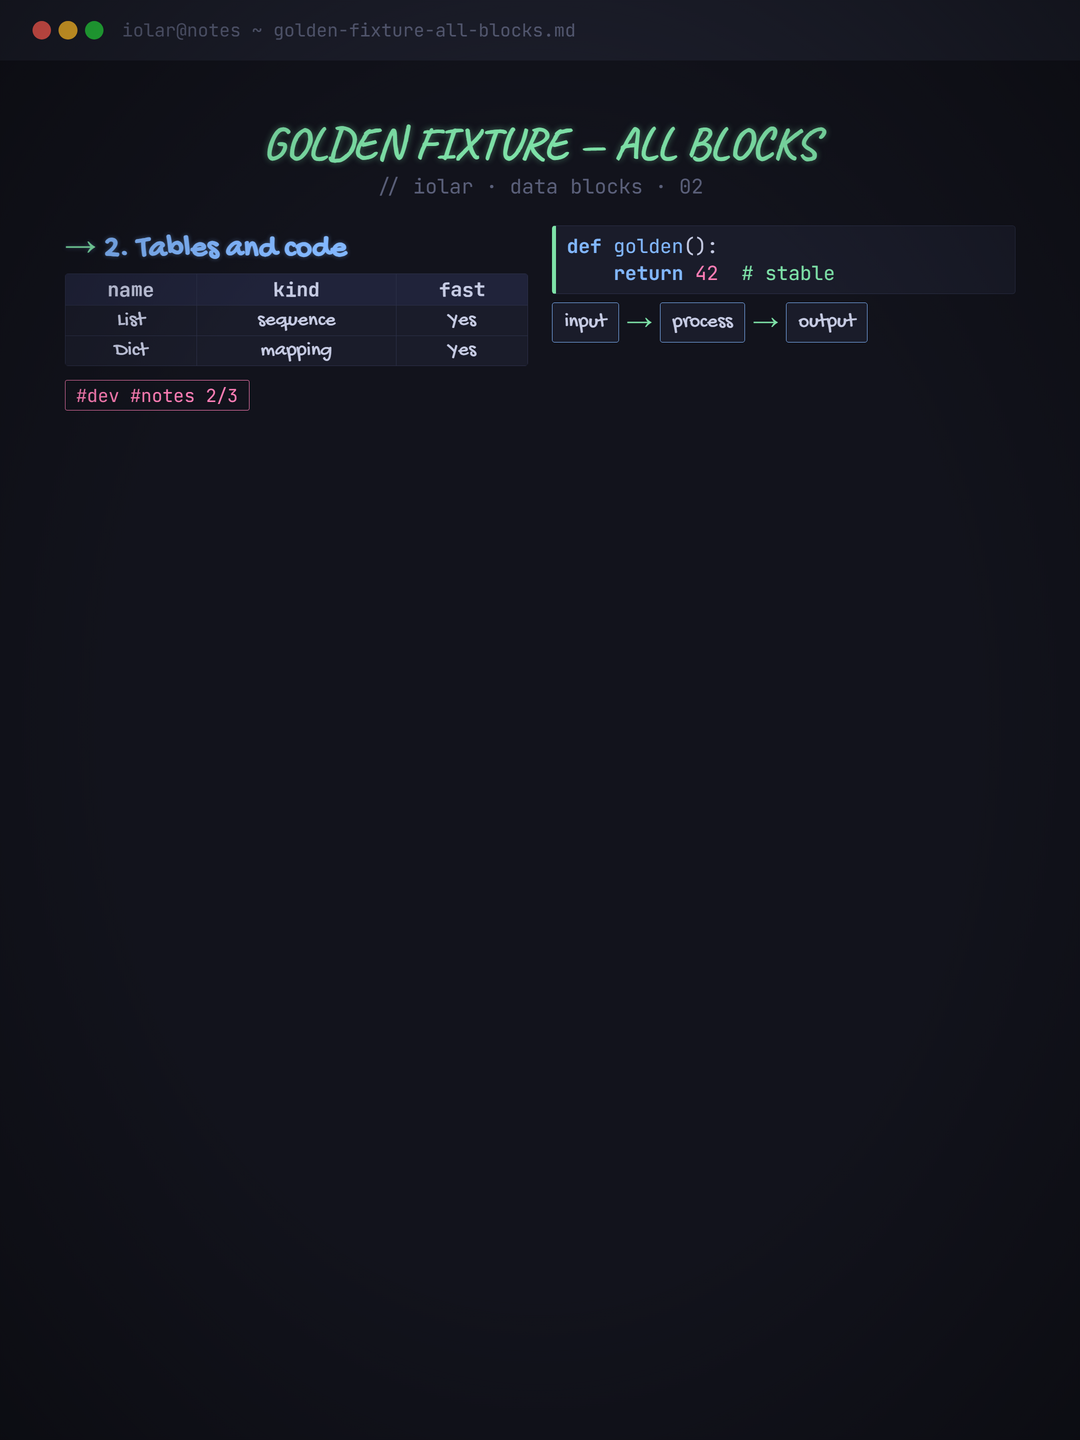 iolar@notes ~ golden-fixture-all-blocks.md
GOLDEN FIXTURE — ALL BLOCKS
// iolar · data blocks · 02
→ 2. Tables and code
name kind fast
List sequence Yes
Dict mapping Yes
#dev #notes 2/3
def golden():
    return 42  # stable
input → process → output